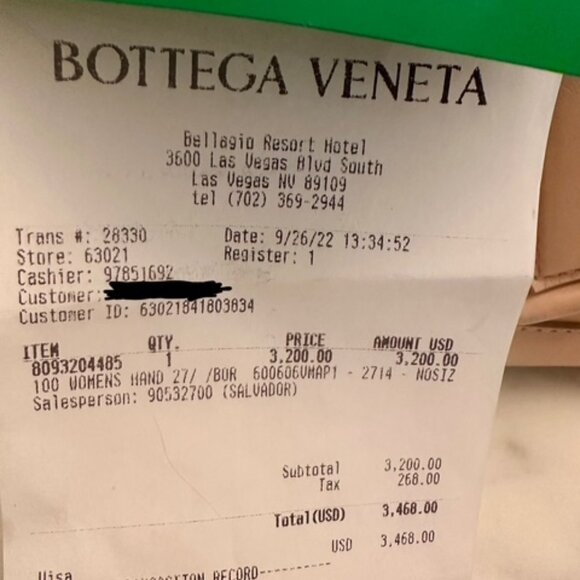 BOTTEGA VENETA
Bellagio Resort Hotel
3600 Las Vegas Blvd South
Las Vegas NV 89109
tel (702) 369-2944
Trans #: 28330 Date: 9/26/22 13:34:52
Store: 63021 Register: 1
Cashier: 97851692
Customer:
Customer ID: 63021841803834
ITEM QTY. PRICE AMOUNT USD
8093204485 1 3,200.00 3,200.00
100 WOMENS HAND 27/ /BOR 600606VMAP1 - 2714 - NOSIZ
Salesperson: 90532700 (SALVADOR)
Subtotal 3,200.00
Tax 268.00
Total(USD) 3,468.00
USD 3,468.00
Visa
RECORD---------